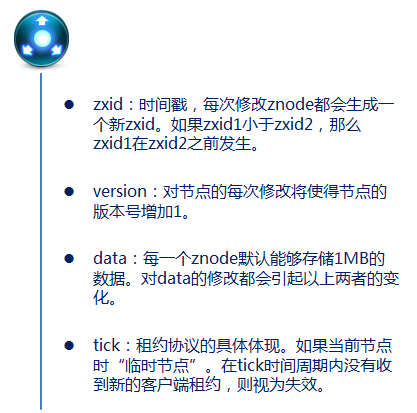 ● zxid：时间戳，每次修改znode都会生成一
个新zxid。如果zxid1小于zxid2，那么
zxid1在zxid2之前发生。
● version：对节点的每次修改将使得节点的
版本号增加1。
● data：每一个znode默认能够存储1MB的
数据。对data的修改都会引起以上两者的变
化。
● tick：租约协议的具体体现。如果当前节点
时“临时节点”。在tick时间周期内没有收
到新的客户端租约，则视为失效。